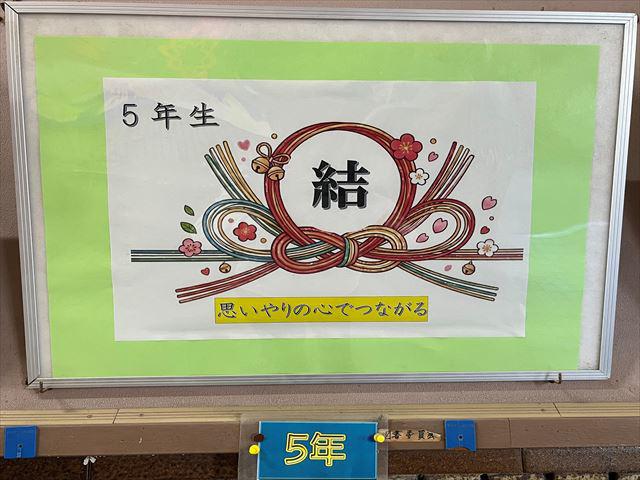 5年生
結
思いやりの心でつながる
5年